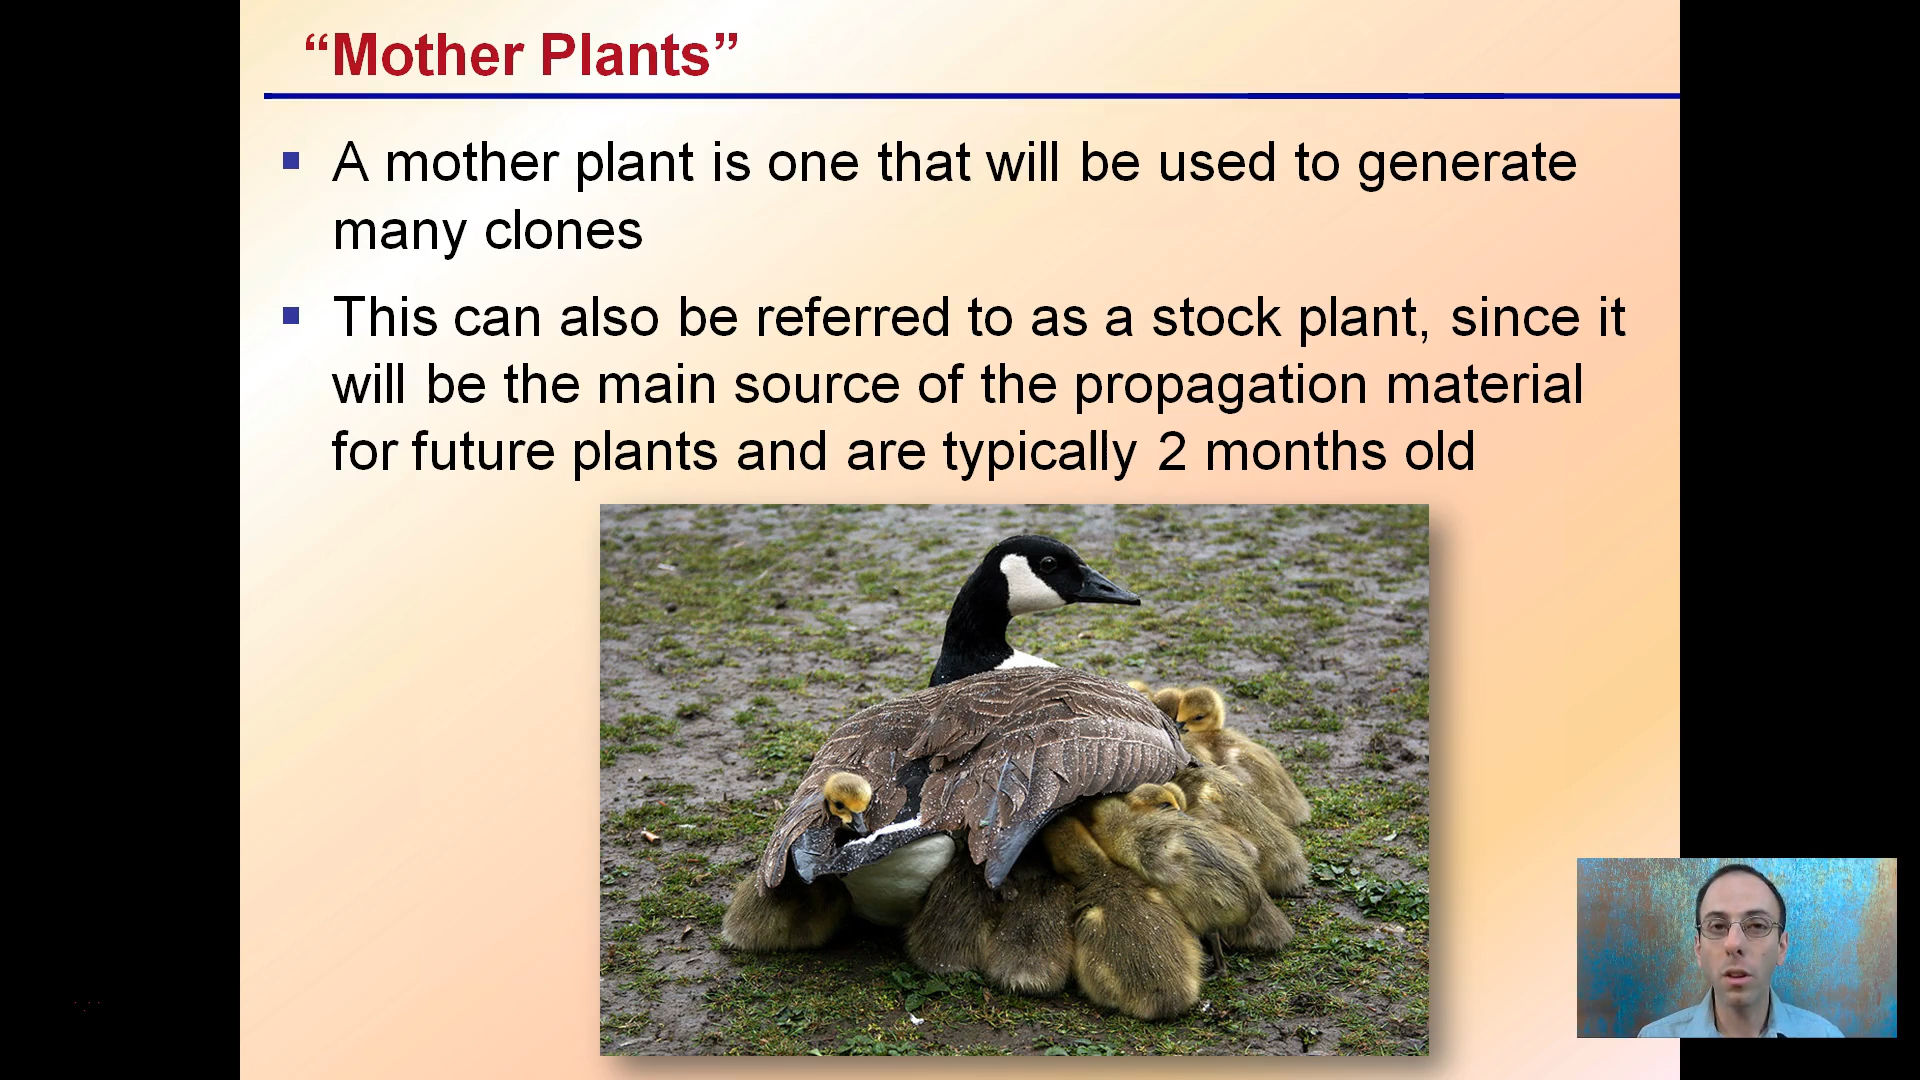 “Mother Plants”
A mother plant is one that will be used to generate
many clones
This can also be referred to as a stock plant, since it
will be the main source of the propagation material
for future plants and are typically 2 months old